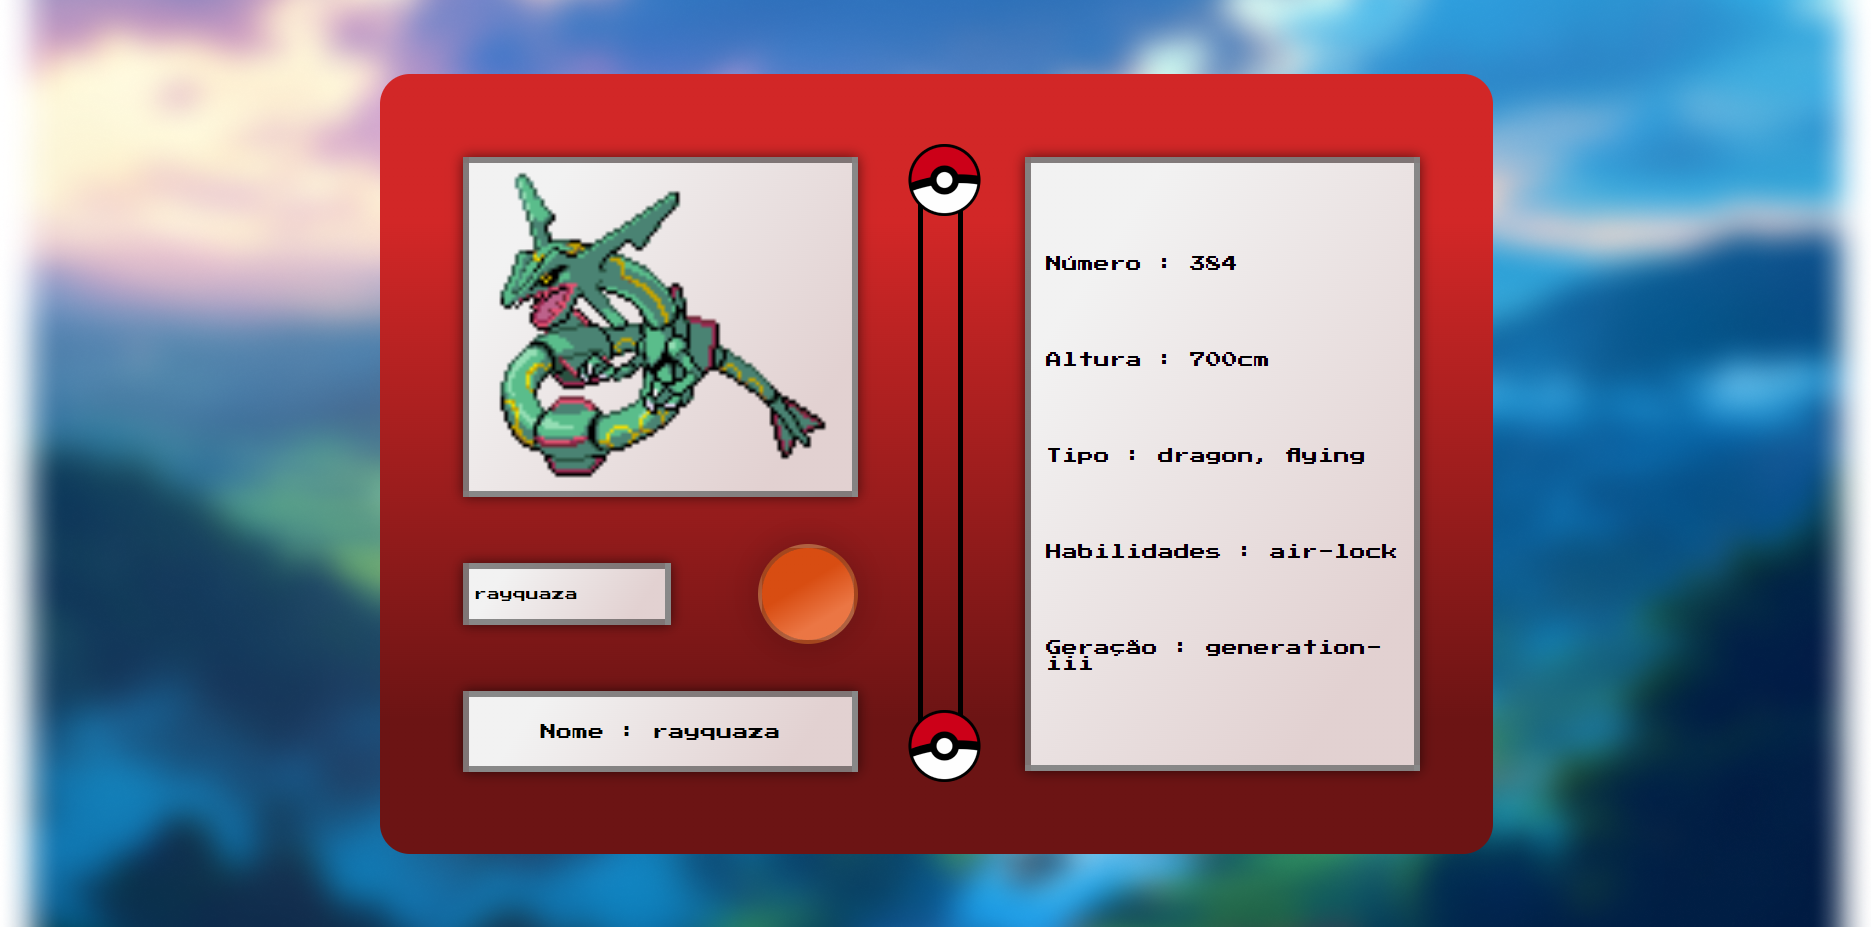 rayquaza
Nome : rayquaza
Número : 384
Altura : 700cm
Tipo : dragon, flying
Habilidades : air-lock
Geração : generation-
iii